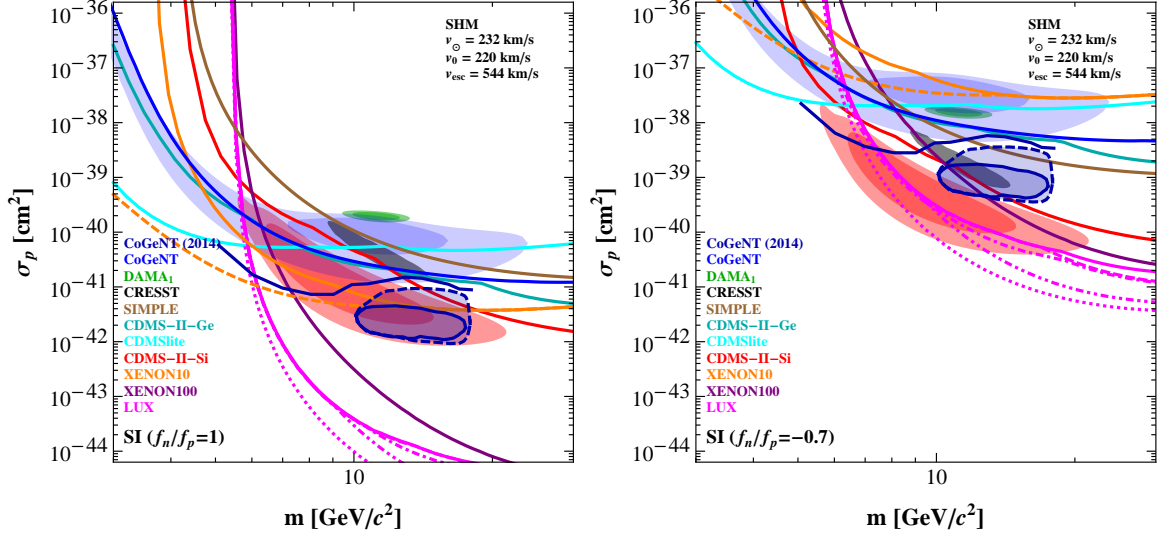 SHM
v⊙ = 232 km/s
v0 = 220 km/s
vesc = 544 km/s
10−36
10−37
10−38
10−39
10−40
10−41
10−42
10−43
10−44
σp [cm2]
CoGeNT (2014)
CoGeNT
DAMA1
CRESST
SIMPLE
CDMS−II−Ge
CDMSlite
CDMS−II−Si
XENON10
XENON100
LUX
SI (fn/fp=1)
10
m [GeV/c2]
SHM
v⊙ = 232 km/s
v0 = 220 km/s
vesc = 544 km/s
10−36
10−37
10−38
10−39
10−40
10−41
10−42
10−43
10−44
σp [cm2]
CoGeNT (2014)
CoGeNT
DAMA1
CRESST
SIMPLE
CDMS−II−Ge
CDMSlite
CDMS−II−Si
XENON10
XENON100
LUX
SI (fn/fp=−0.7)
10
m [GeV/c2]